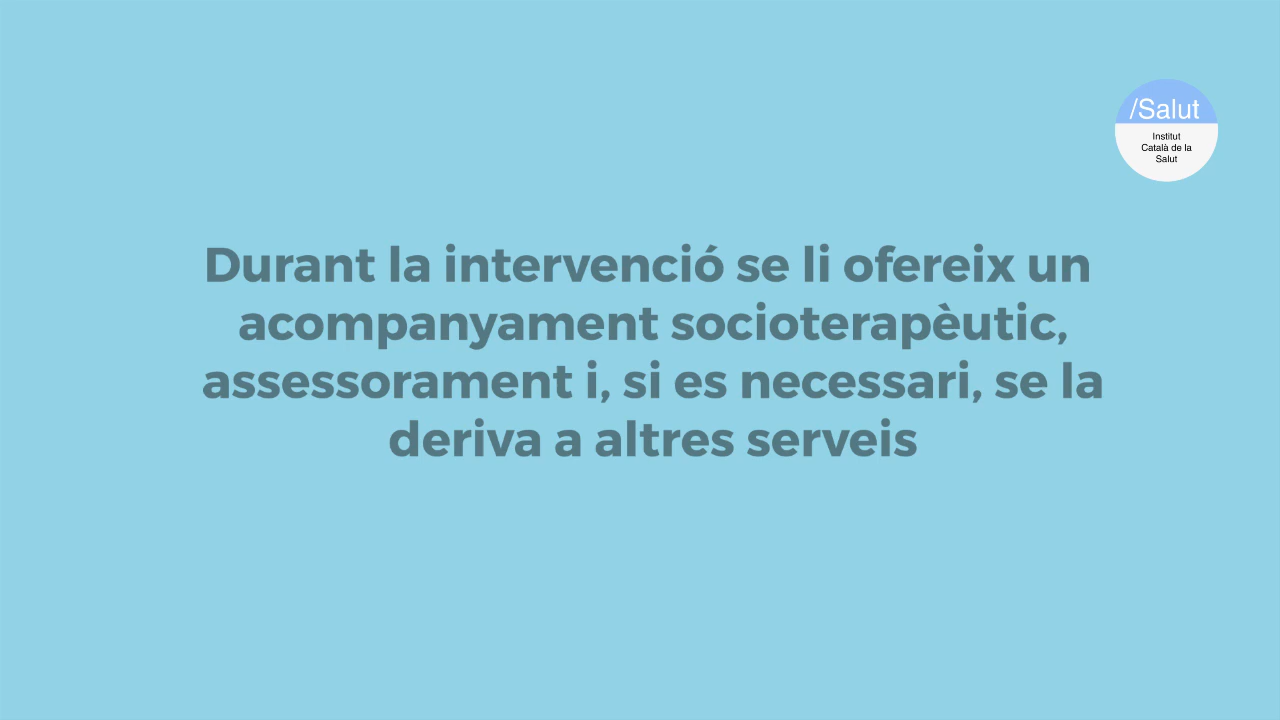 /Salut
Institut
Català de la
Salut
Durant la intervenció se li ofereix un
acompanyament socioterapèutic,
assessorament i, si es necessari, se la
deriva a altres serveis